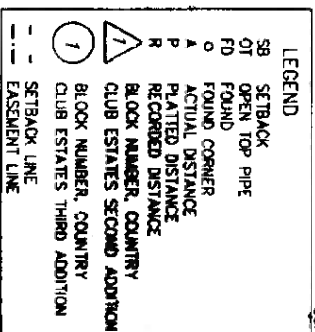 LEGEND
SB SETBACK
OT OPEN TOP PIPE
FD FOUND
O FOUND CORNER
A ACTUAL DISTANCE
P PLATTED DISTANCE
R RECORDED DISTANCE
1 BLOCK NUMBER, COUNTRY
CLUB ESTATES SECOND ADDITION
1 BLOCK NUMBER, COUNTRY
CLUB ESTATES THIRD ADDITION
SETBACK LINE
EASEMENT LINE